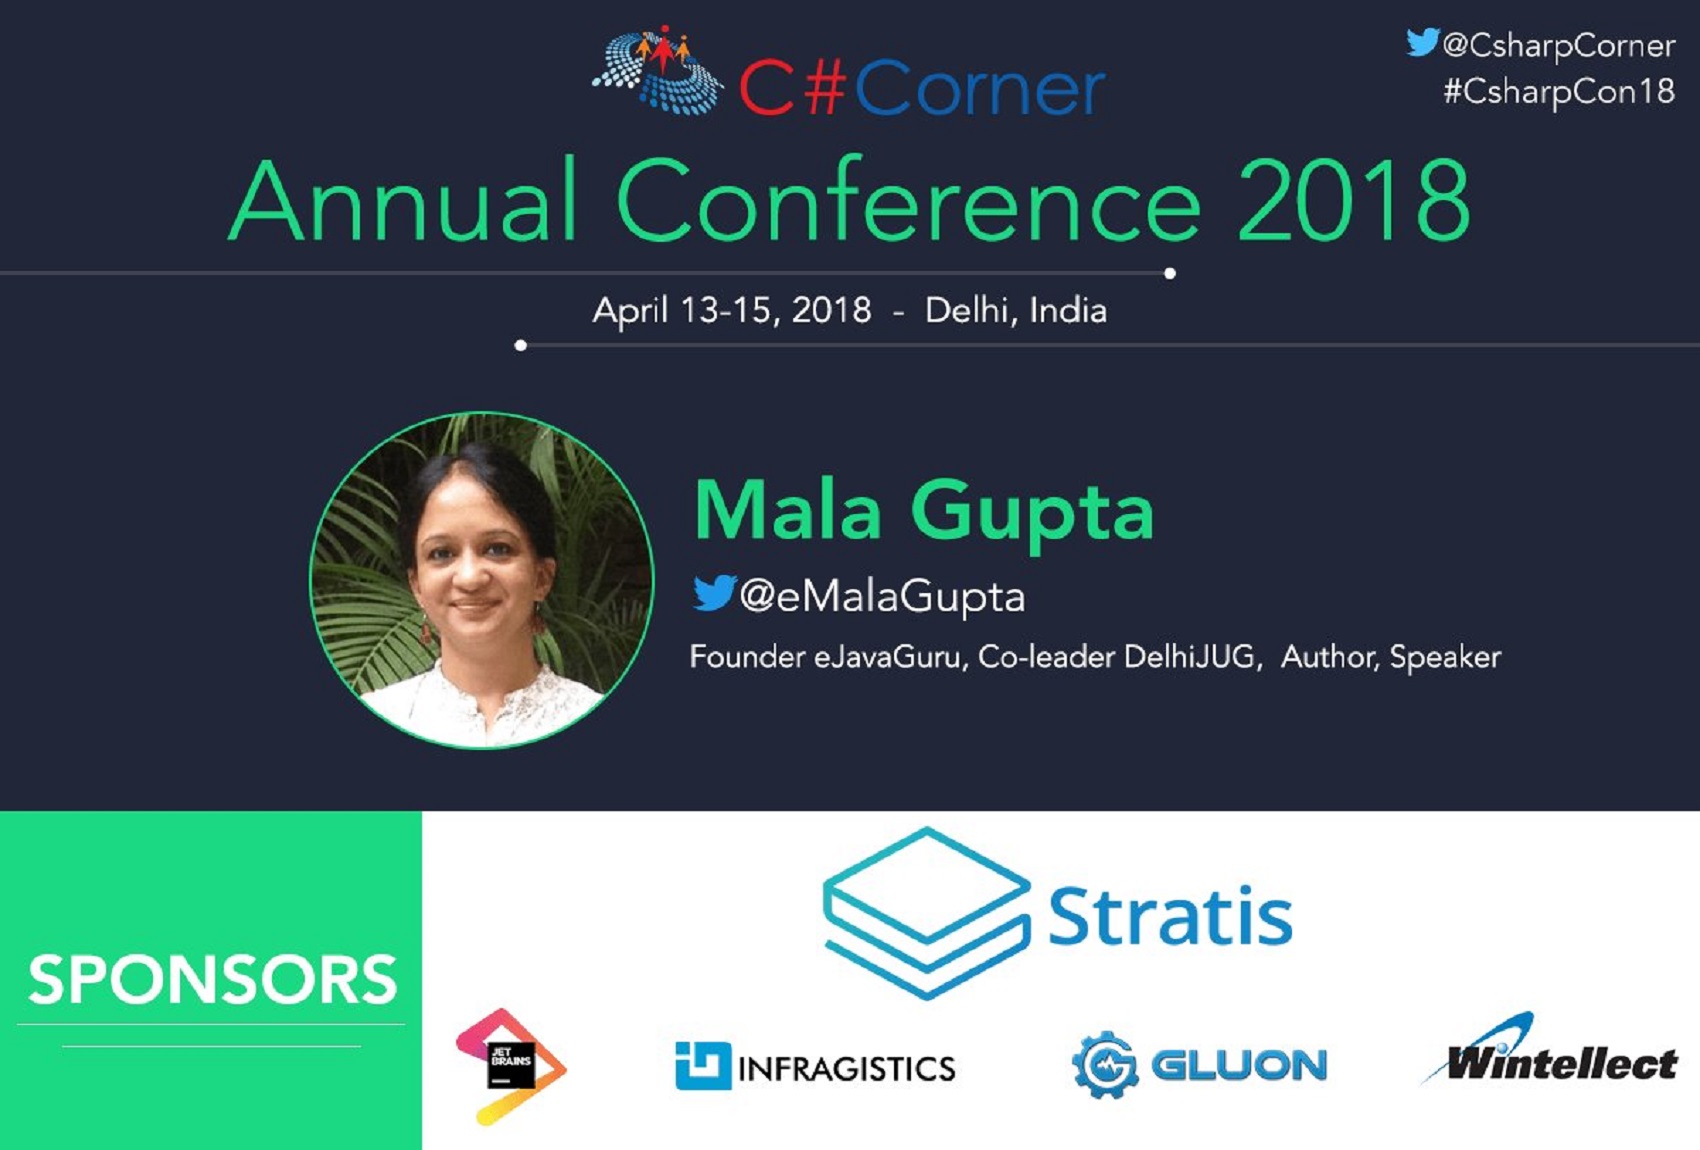 C#Corner
@CsharpCorner
#CsharpCon18
Annual Conference 2018
April 13-15, 2018 - Delhi, India
Mala Gupta
@eMalaGupta
Founder eJavaGuru, Co-leader DelhiJUG, Author, Speaker
SPONSORS
Stratis
JET
BRAINS
INFRAGISTICS
GLUON
Wintellect